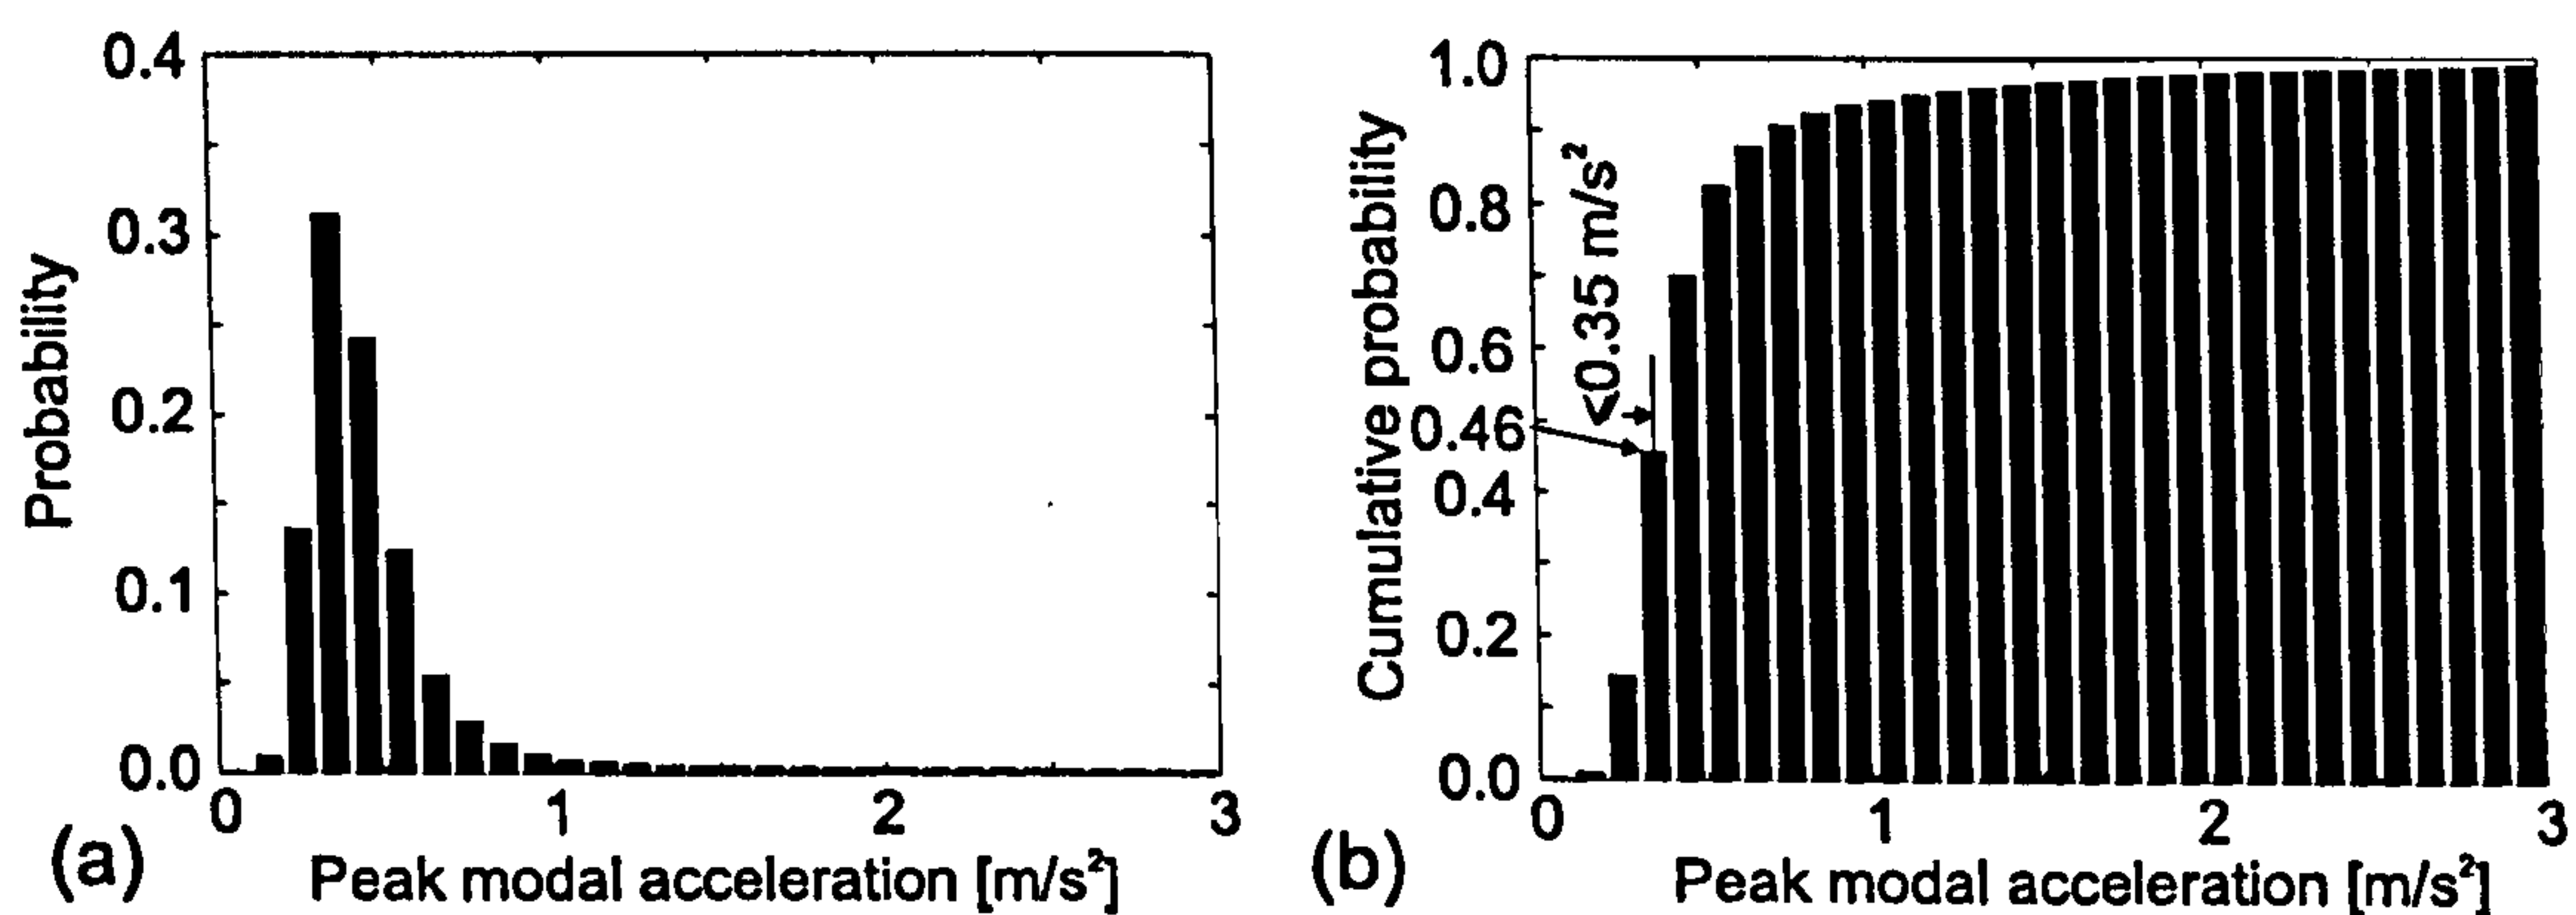 0.4
0.3
0.2
0.1
0.0
Probability
0 1 2 3
(a)
Peak modal acceleration [m/s²]
1.0
0.8
0.6
0.46
0.4
0.2
0.0
Cumulative probability
<0.35 m/s²
0 1 2 3
(b)
Peak modal acceleration [m/s²]